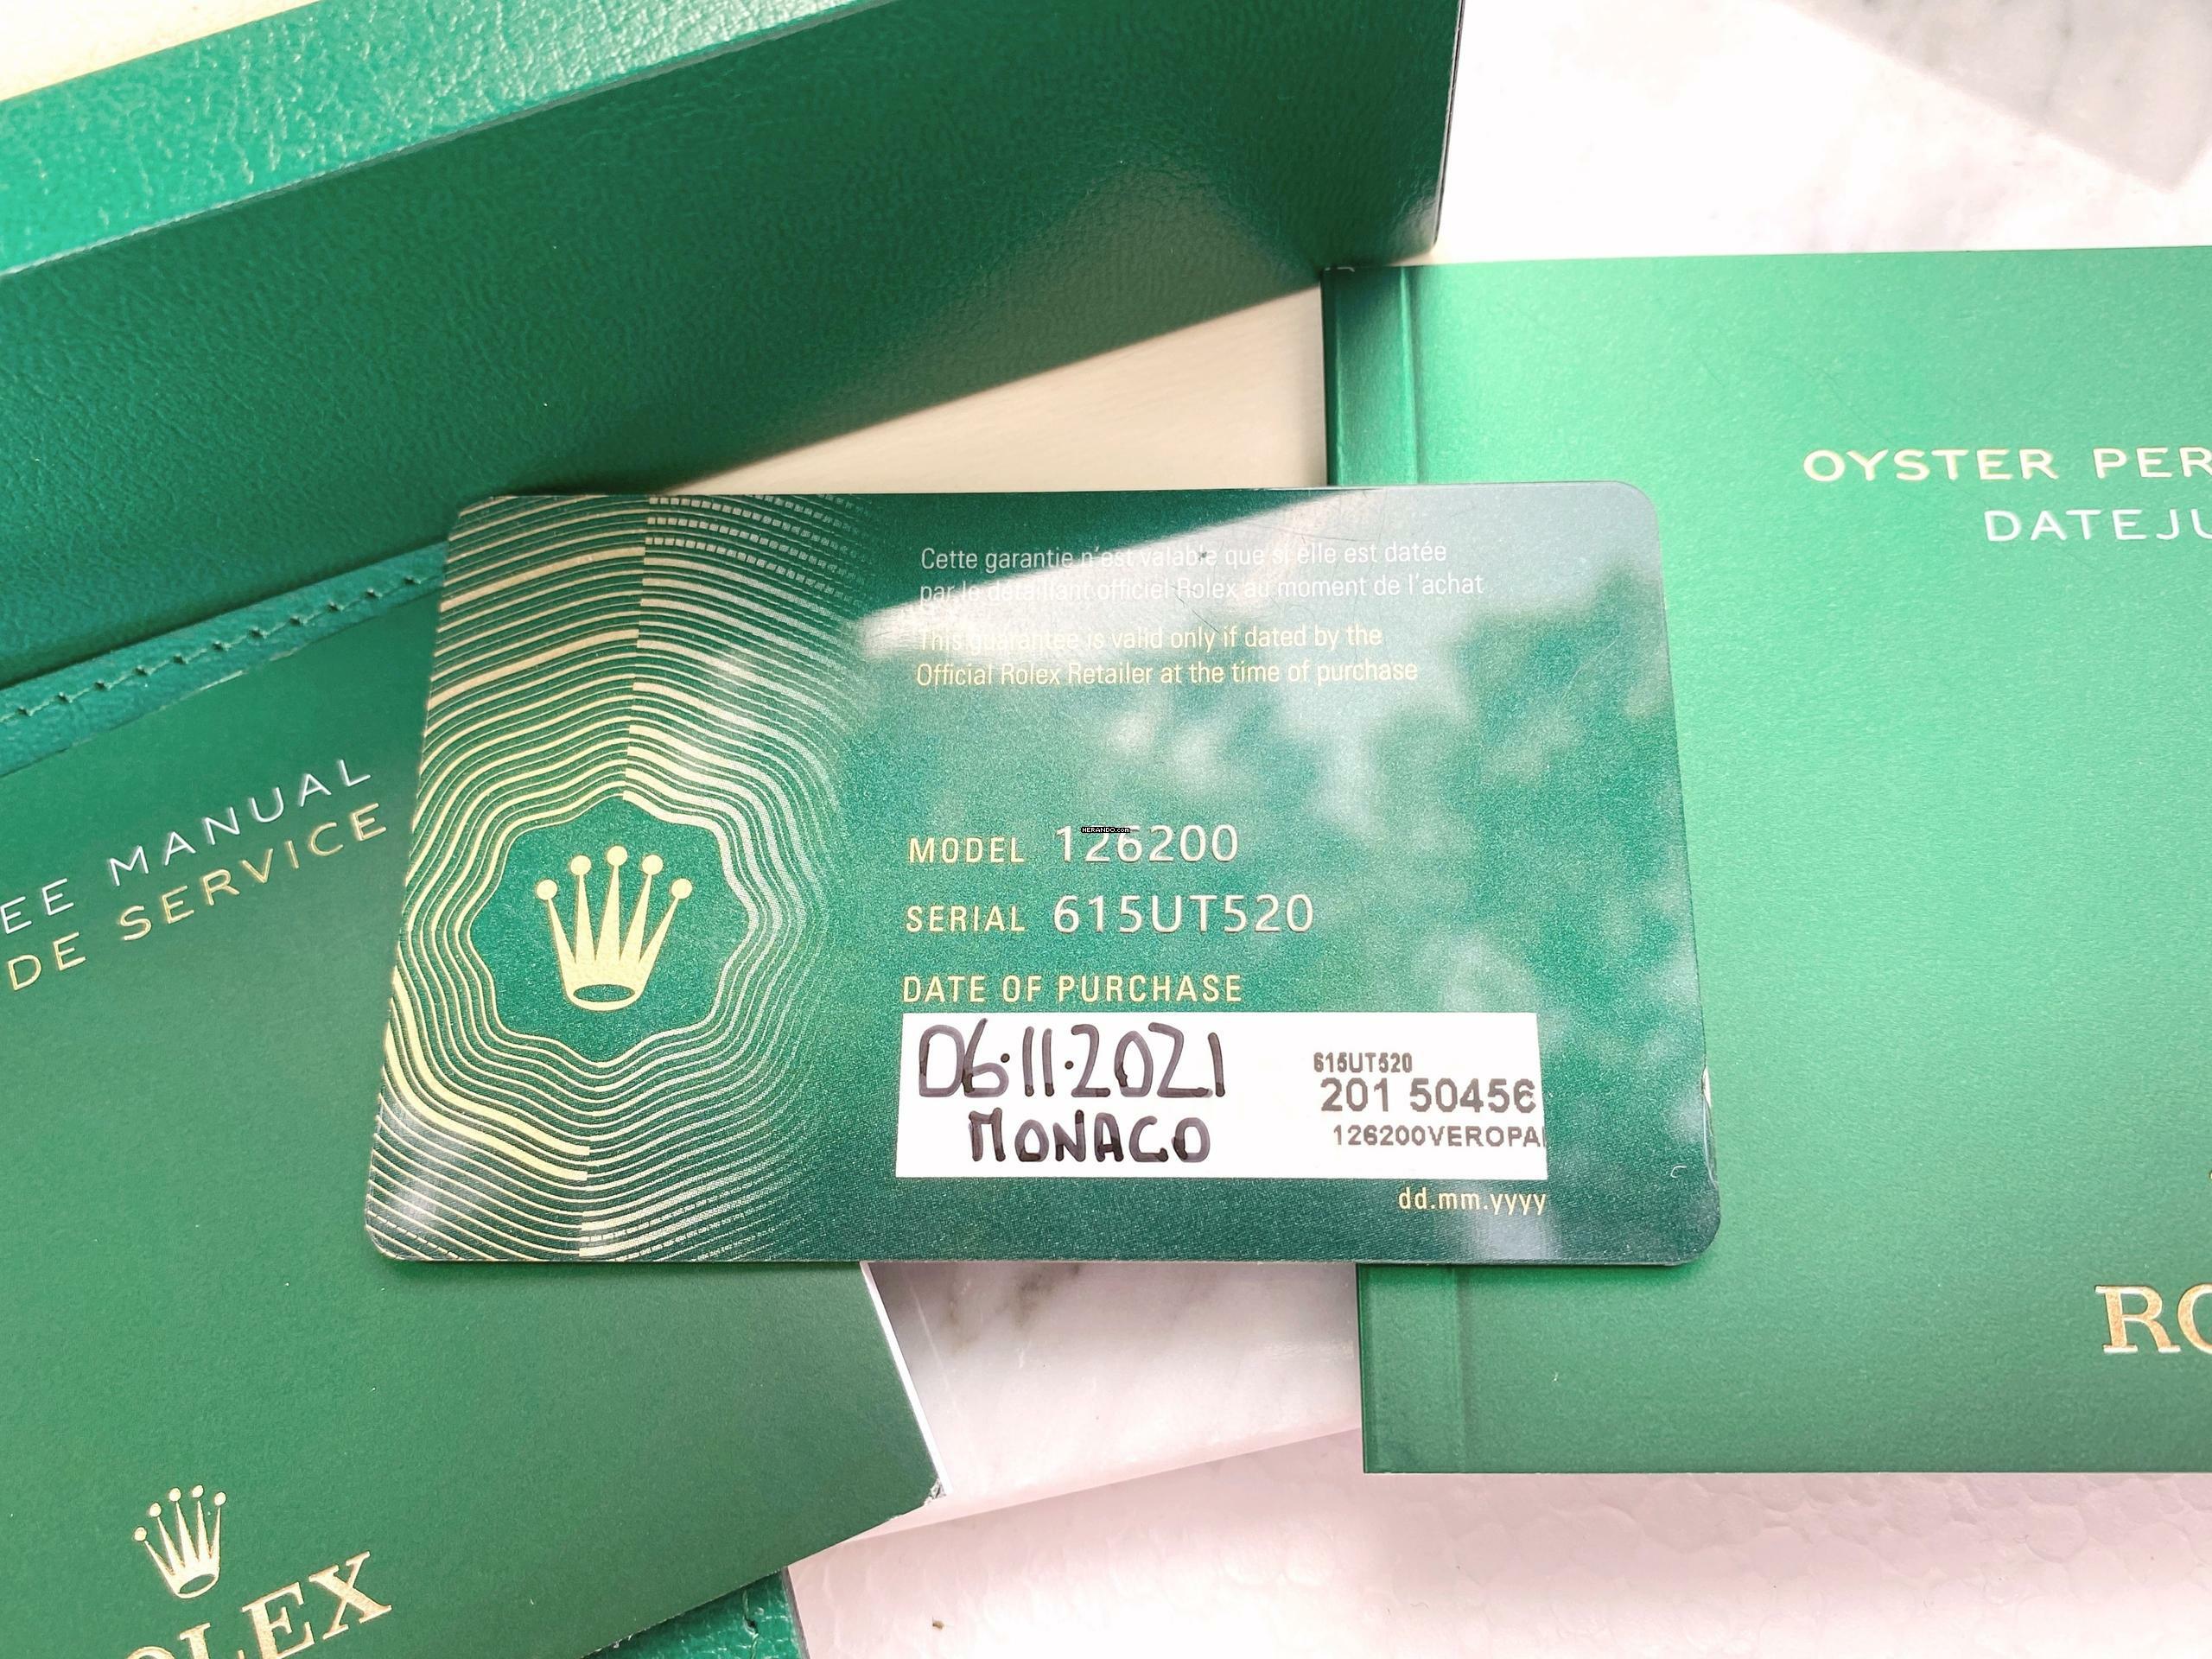 OYSTER PER
DATEJU
Cette garantie n'est valable que si elle est datée
par le détaillant officiel Rolex au moment de l'achat
This guarantee is valid only if dated by the
Official Rolex Retailer at the time of purchase
EE MANUAL
DE SERVICE
HERANDO.com
MODEL 126200
SERIAL 615UT520
DATE OF PURCHASE
06.11.2021
MONACO
615UT520
201 50456
126200VEROPA
dd.mm.yyyy
RO
OLEX